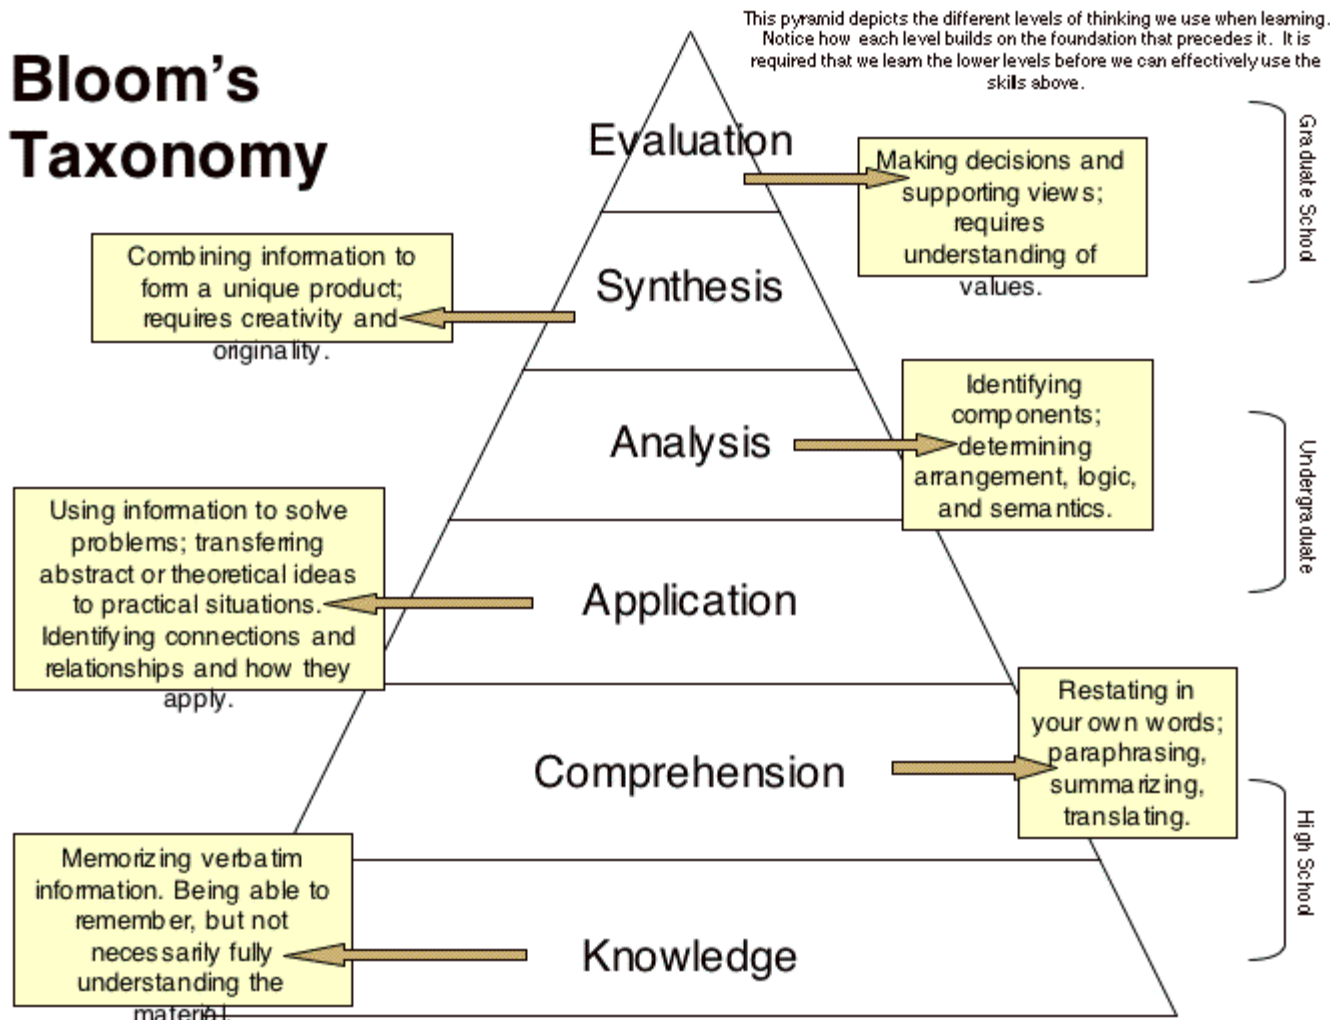 This pyramid depicts the different levels of thinking we use when learning.
Notice how each level builds on the foundation that precedes it. It is
required that we learn the lower levels before we can effectively use the
skills above.
Bloom's
Taxonomy
Evaluation
Making decisions and
supporting views;
requires
understanding of
values.
Graduate School
Combining information to
form a unique product;
requires creativity and
originality.
Synthesis
Analysis
Identifying
components;
determining
arrangement, logic,
and semantics.
Undergraduate
Using information to solve
problems; transferring
abstract or theoretical ideas
to practical situations.
Identifying connections and
relationships and how they
apply.
Application
Comprehension
Restating in
your own words;
paraphrasing,
summarizing,
translating.
High School
Memorizing verbatim
information. Being able to
remember, but not
necessarily fully
understanding the
material.
Knowledge